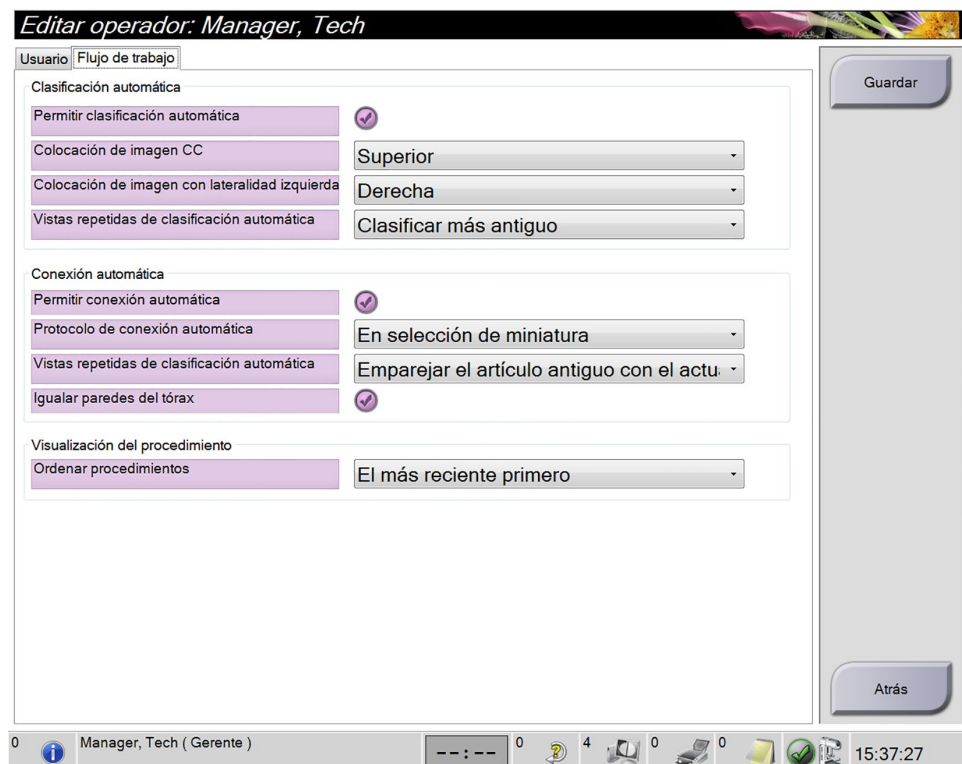 Editar operador: Manager, Tech
Usuario Flujo de trabajo
Guardar
Clasificación automática
Permitir clasificación automática
Colocación de imagen CC Superior
Colocación de imagen con lateralidad izquierda Derecha
Vistas repetidas de clasificación automática Clasificar más antiguo
Conexión automática
Permitir conexión automática
Protocolo de conexión automática En selección de miniatura
Vistas repetidas de clasificación automática Emparejar el artículo antiguo con el actu
Igualar paredes del tórax
Visualización del procedimiento
Ordenar procedimientos El más reciente primero
Atrás
0 Manager, Tech ( Gerente ) --:-- 0 4 0 0 15:37:27